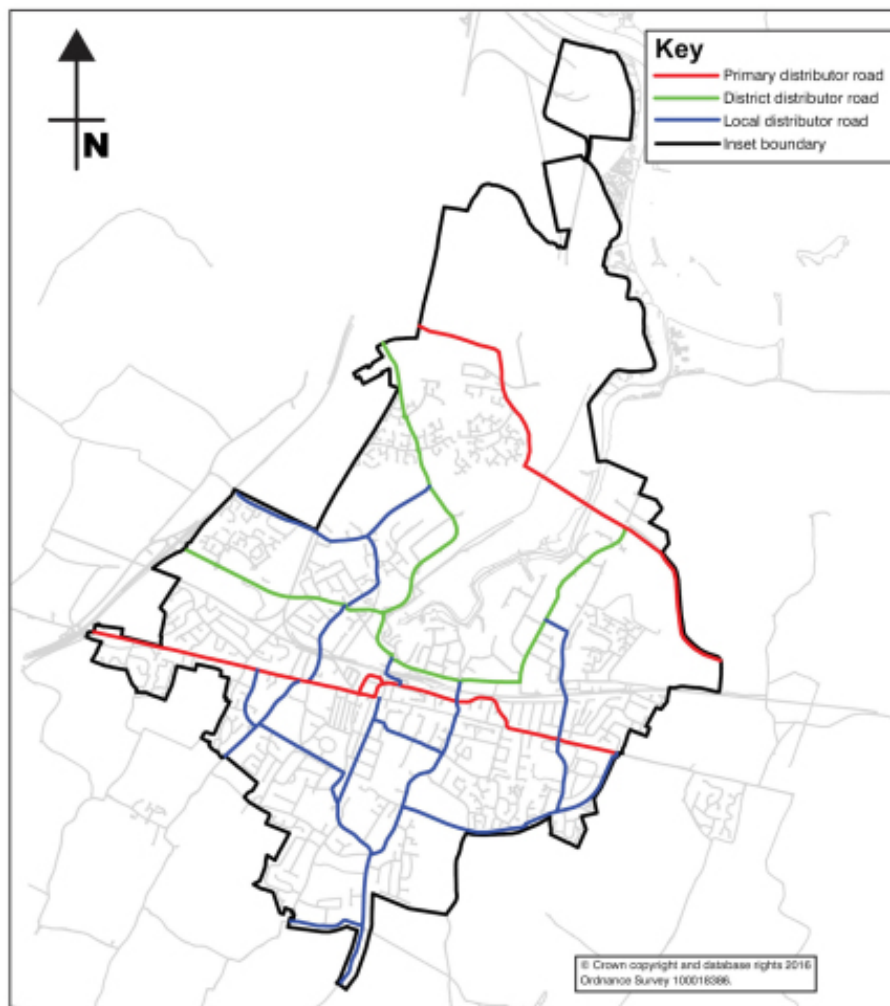 Key
Primary distributor road
District distributor road
Local distributor road
Inset boundary
N
© Crown copyright and database rights 2016
Ordnance Survey 100018386.